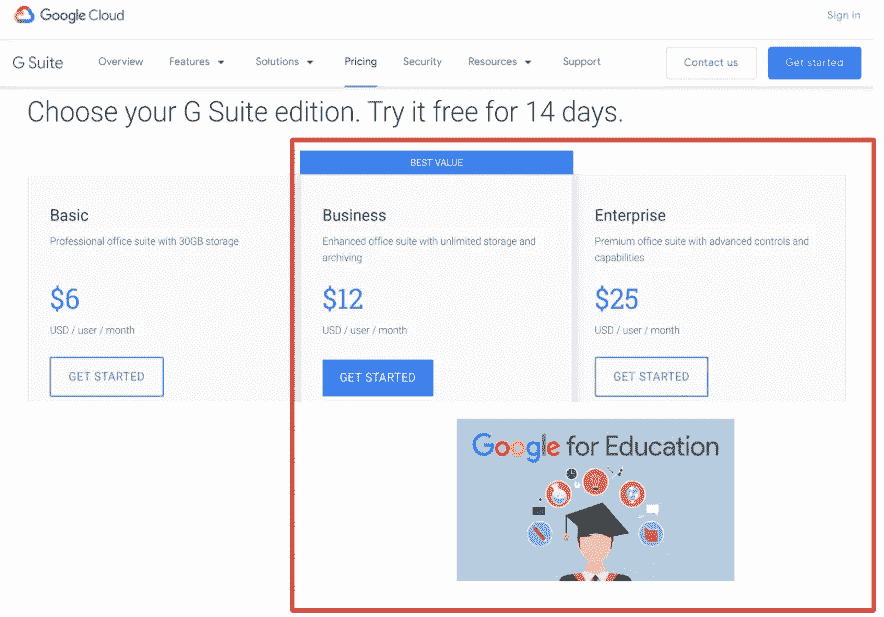 Google Cloud
Sign in
G Suite
Overview
Features
Solutions
Pricing
Security
Resources
Support
Contact us
Get started
Choose your G Suite edition. Try it free for 14 days.
BEST VALUE
Basic
Professional office suite with 30GB storage
$6
USD / user / month
GET STARTED
Business
Enhanced office suite with unlimited storage and
archiving
$12
USD / user / month
GET STARTED
Enterprise
Premium office suite with advanced controls and
capabilities
$25
USD / user / month
GET STARTED
Google for Education